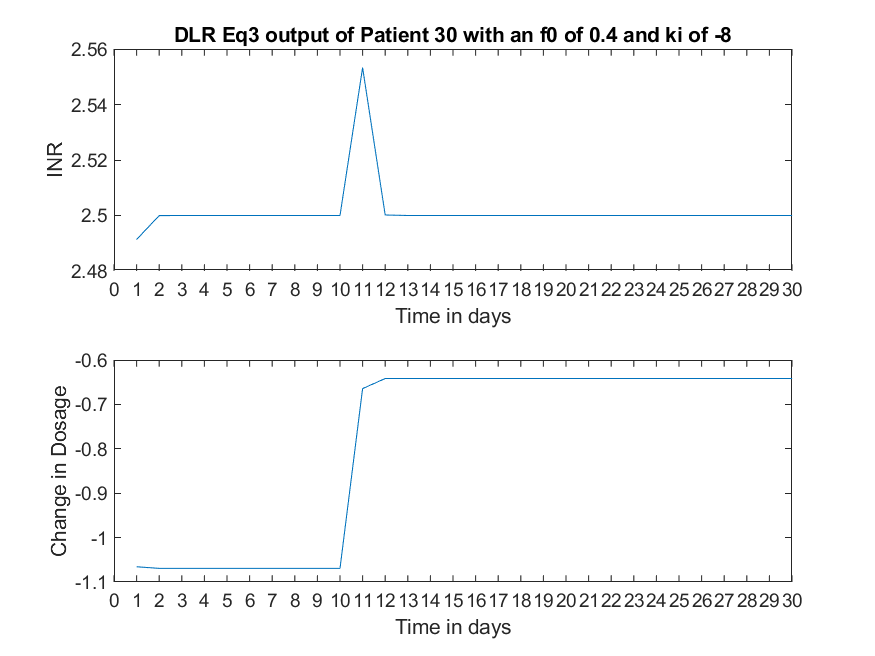 DLR Eq3 output of Patient 30 with an f0 of 0.4 and ki of -8
2.56
2.54
2.52
2.5
2.48
INR
0 1 2 3 4 5 6 7 8 9 10 11 12 13 14 15 16 17 18 19 20 21 22 23 24 25 26 27 28 29 30
Time in days
-0.6
-0.7
-0.8
-0.9
-1
-1.1
Change in Dosage
0 1 2 3 4 5 6 7 8 9 10 11 12 13 14 15 16 17 18 19 20 21 22 23 24 25 26 27 28 29 30
Time in days